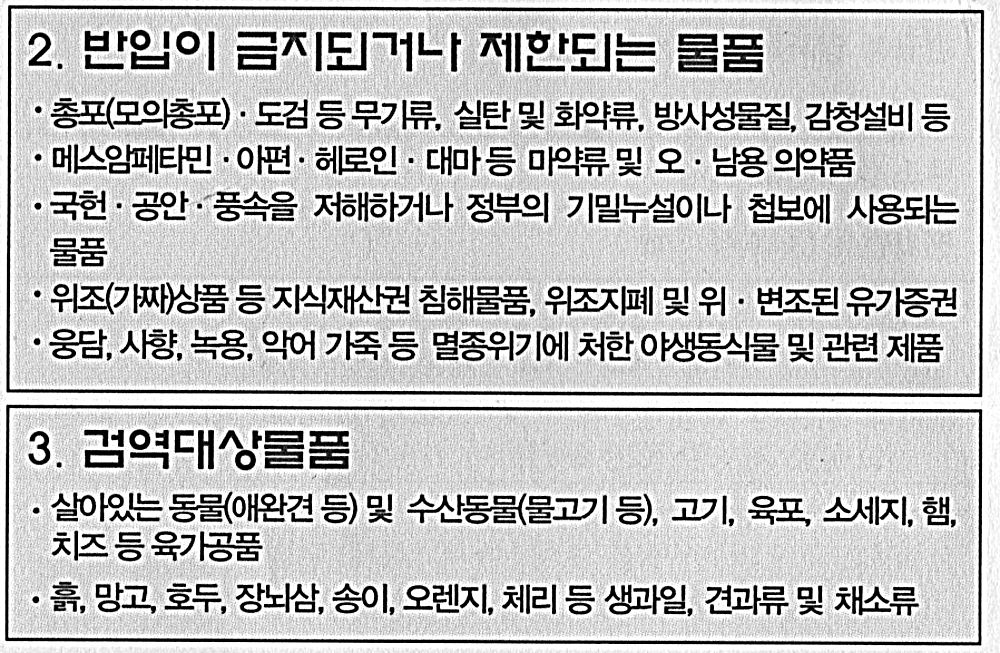 2. 반입이 금지되거나 제한되는 물품
· 총포(모의총포) · 도검 등 무기류, 실탄 및 화약류, 방사성물질, 감청설비 등
· 메스암페타민 · 아편 · 헤로인 · 대마 등 마약류 및 오 · 남용 의약품
· 국헌 · 공안 · 풍속을 저해하거나 정부의 기밀누설이나 첩보에 사용되는
물품
· 위조(가짜)상품 등 지식재산권 침해물품, 위조지폐 및 위 · 변조된 유가증권
· 웅담, 사향, 녹용, 악어 가죽 등 멸종위기에 처한 야생동식물 및 관련 제품
3. 검역대상물품
· 살아있는 동물(애완견 등) 및 수산동물(물고기 등), 고기, 육포, 소세지, 햄,
치즈 등 육가공품
· 흙, 망고, 호두, 장뇌삼, 송이, 오렌지, 체리 등 생과일, 견과류 및 채소류